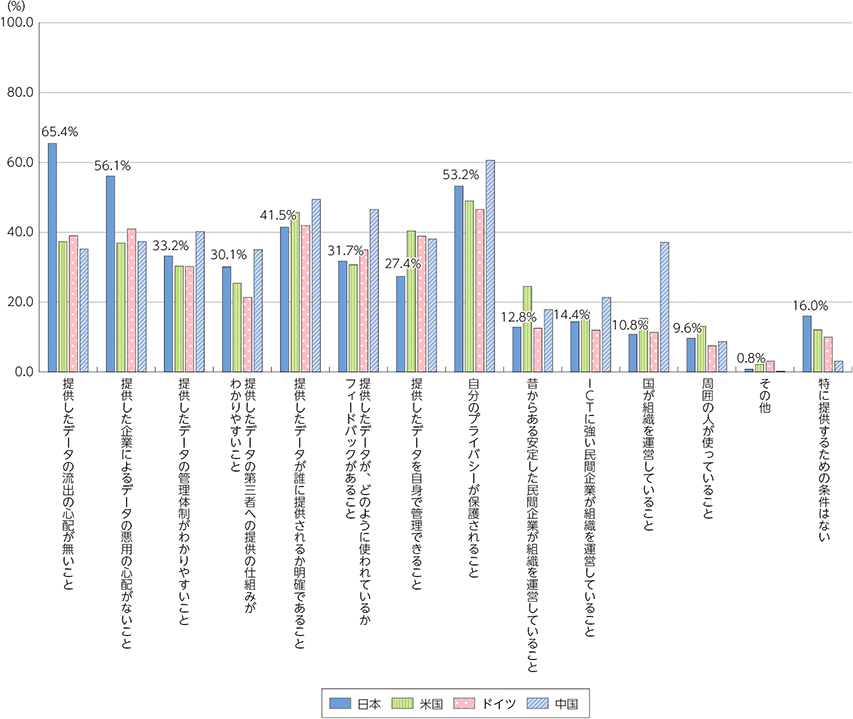 (%)
100.0
80.0
60.0
40.0
20.0
0.0
65.4%
56.1%
33.2%
30.1%
41.5%
31.7%
27.4%
53.2%
12.8%
14.4%
10.8%
9.6%
0.8%
16.0%
提供したデータの流出の心配が無いこと
提供した企業によるデータの悪用の心配がないこと
提供したデータの管理体制がわかりやすいこと
提供したデータの第三者への提供の仕組みが
わかりやすいこと
提供したデータが誰に提供されるか明確であること
提供したデータが、どのように使われているか
フィードバックがあること
提供したデータを自身で管理できること
自分のプライバシーが保護されること
昔からある安定した民間企業が組織を運営していること
ICTに強い民間企業が組織を運営していること
国が組織を運営していること
周囲の人が使っていること
その他
特に提供するための条件はない
日本
米国
ドイツ
中国